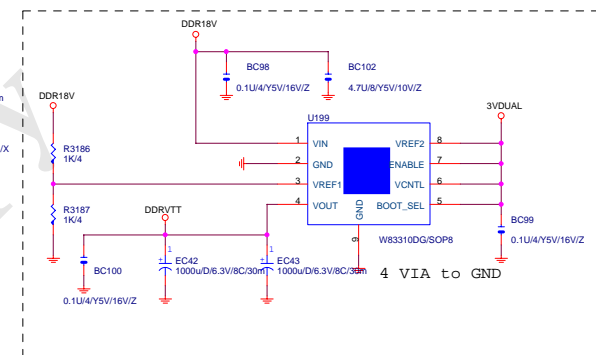 DDR18V
BC98
0.1U/4/Y5V/16V/Z
BC102
4.7U/8/Y5V/10V/Z
DDR18V
R3186
1K/4
R3187
1K/4
/X
U199
3VDUAL
1 VIN VREF2 8
2 GND ENABLE 7
3 VREF1 VCNTL 6
4 VOUT BOOT_SEL 5
GND
9
W83310DG/SOP8
DDRVTT
BC99
0.1U/4/Y5V/16V/Z
BC100
0.1U/4/Y5V/16V/Z
1
+
EC42
1000u/D/6.3V/8C/30m
1
+
EC43
1000u/D/6.3V/8C/30m
4 VIA to GND